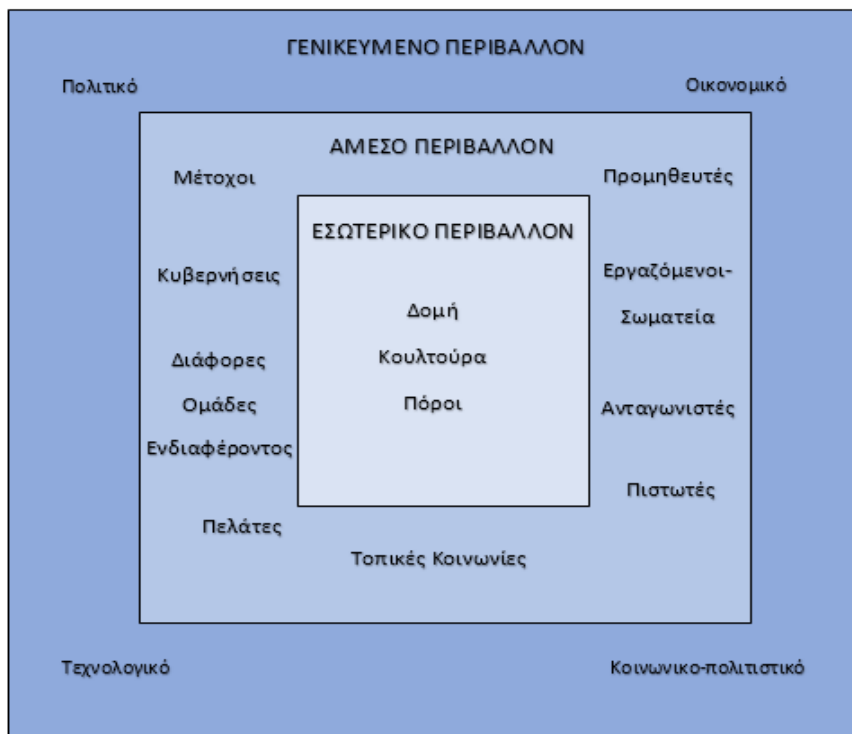 ΓΕΝΙΚΕΥΜΕΝΟ ΠΕΡΙΒΑΛΛΟΝ
Πολιτικό
Οικονομικό
ΑΜΕΣΟ ΠΕΡΙΒΑΛΛΟΝ
Μέτοχοι
Προμηθευτές
ΕΣΩΤΕΡΙΚΟ ΠΕΡΙΒΑΛΛΟΝ
Κυβερνήσεις
Εργαζόμενοι-
Σωματεία
Δομή
Κουλτούρα
Πόροι
Διάφορες
Ομάδες
Ενδιαφέροντος
Ανταγωνιστές
Πιστωτές
Πελάτες
Τοπικές Κοινωνίες
Τεχνολογικό
Κοινωνικο-πολιτιστικό